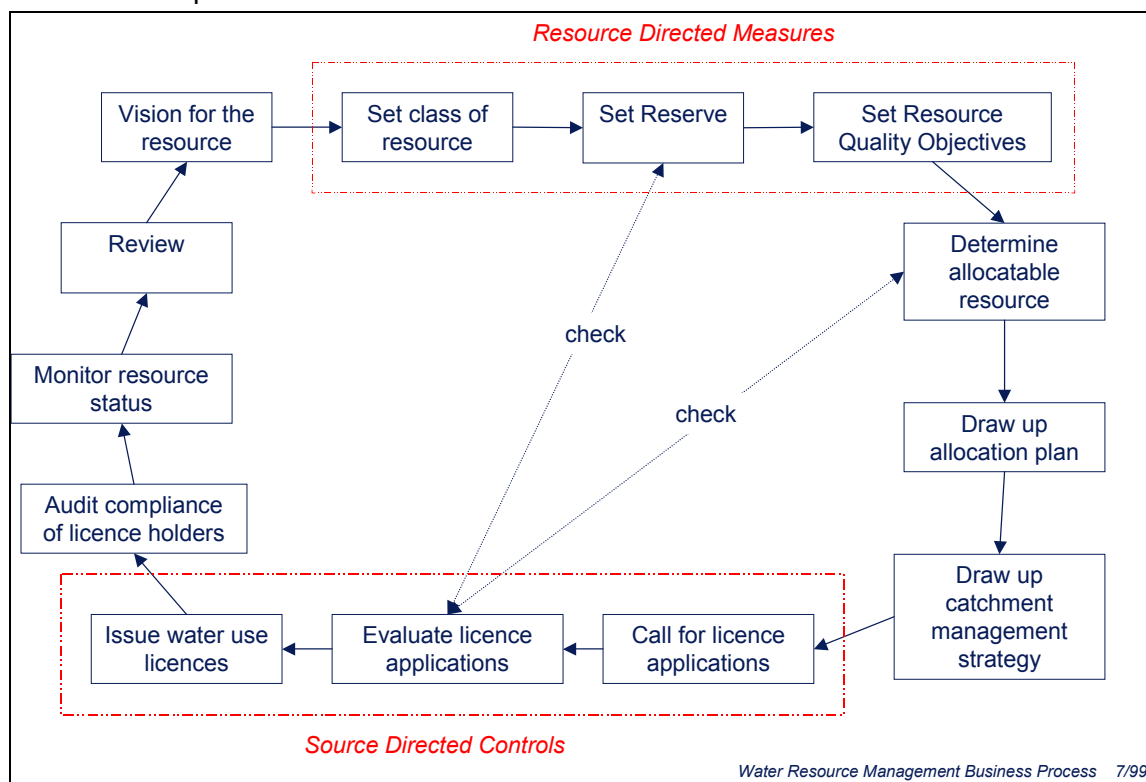 Resource Directed Measures
Vision for the
resource
Set class of
resource
Set Reserve
Set Resource
Quality Objectives
Review
Determine
allocatable
resource
check
Monitor resource
status
check
Draw up
allocation plan
Audit compliance
of licence holders
Draw up
catchment
management
strategy
Issue water use
licences
Evaluate licence
applications
Call for licence
applications
Source Directed Controls
Water Resource Management Business Process 7/99